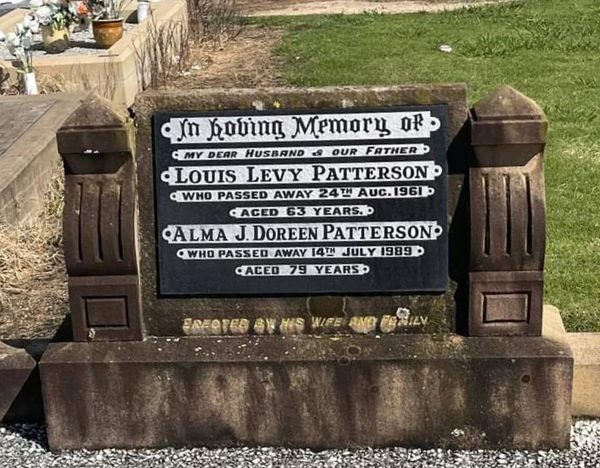 In Loving Memory of
MY DEAR HUSBAND & OUR FATHER
LOUIS LEVY PATTERSON
WHO PASSED AWAY 24TH AUG. 1961
AGED 63 YEARS.
ALMA J. DOREEN PATTERSON
WHO PASSED AWAY 14TH JULY 1989
AGED 79 YEARS
ERECTED BY HIS WIFE AND FAMILY